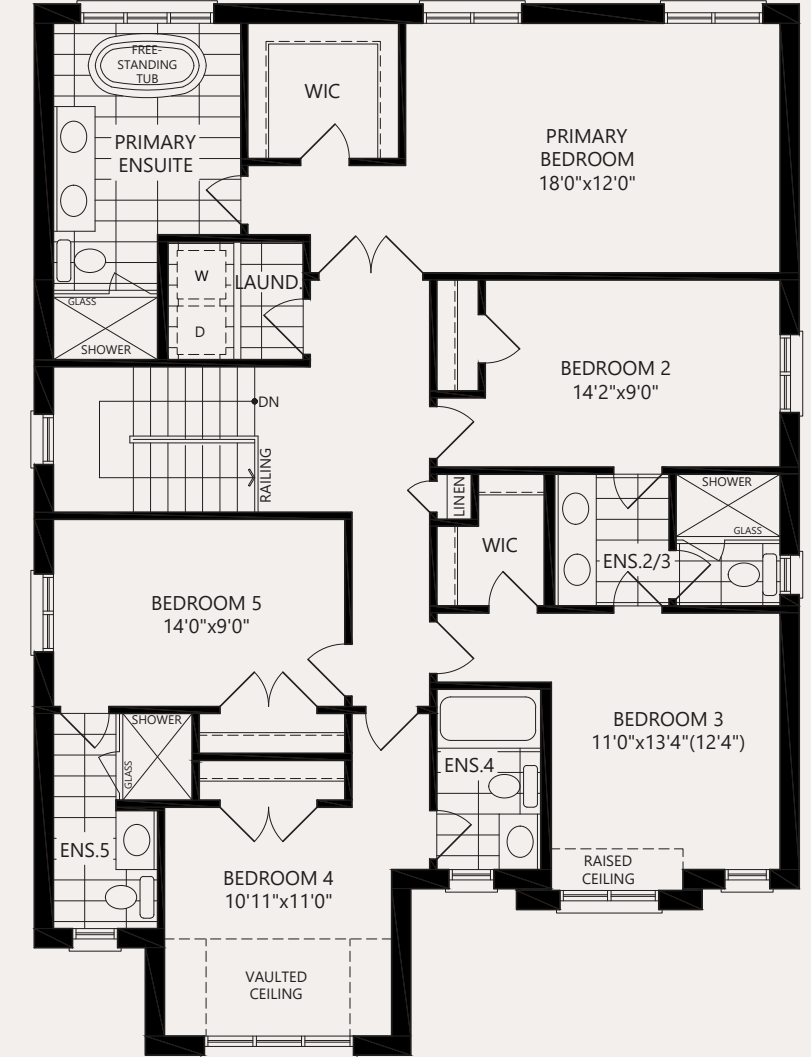 FREE-
STANDING
TUB
WIC
PRIMARY
ENSUITE
PRIMARY
BEDROOM
18'0"x12'0"
W
LAUND.
D
GLASS
SHOWER
BEDROOM 2
14'2"x9'0"
DN
RAILING
LINEN
SHOWER
GLASS
WIC
ENS.2/3
BEDROOM 5
14'0"x9'0"
SHOWER
GLASS
BEDROOM 3
11'0"x13'4"(12'4")
ENS.4
ENS.5
RAISED
CEILING
BEDROOM 4
10'11"x11'0"
VAULTED
CEILING